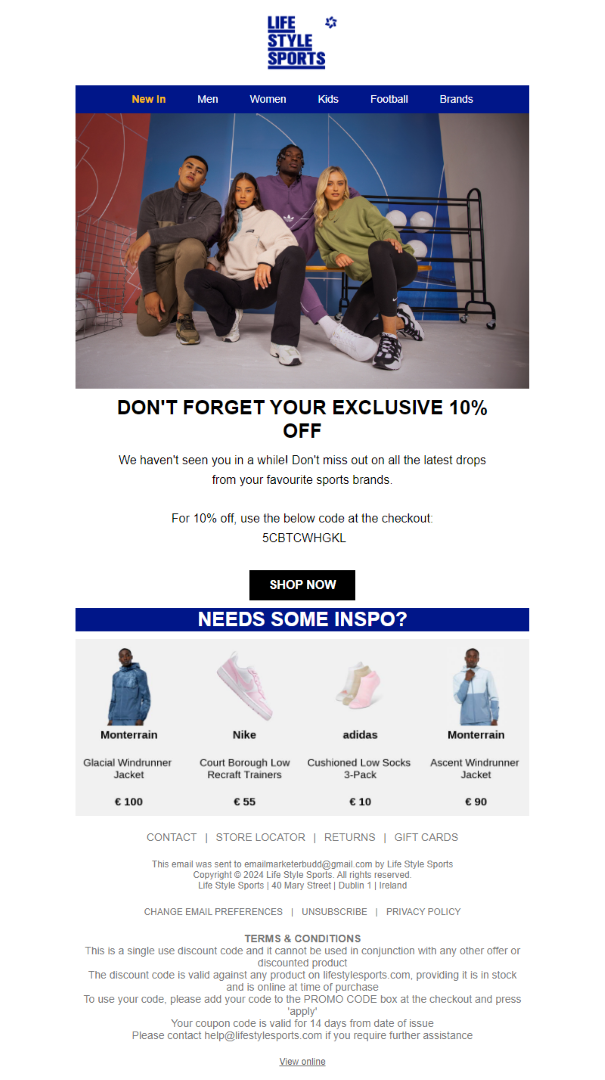 LIFE
STYLE
SPORTS
New In Men Women Kids Football Brands
DON'T FORGET YOUR EXCLUSIVE 10%
OFF
We haven't seen you in a while! Don't miss out on all the latest drops
from your favourite sports brands.
For 10% off, use the below code at the checkout:
5CBTCWHGKL
SHOP NOW
NEEDS SOME INSPO?
Monterrain Nike adidas Monterrain
Glacial Windrunner Court Borough Low Cushioned Low Socks Ascent Windrunner
Jacket Recraft Trainers 3-Pack Jacket
€ 100 € 55 € 10 € 90
CONTACT | STORE LOCATOR | RETURNS | GIFT CARDS
This email was sent to emailmarketerbudd@gmail.com by Life Style Sports
Copyright © 2024 Life Style Sports. All rights reserved.
Life Style Sports | 40 Mary Street | Dublin 1 | Ireland
CHANGE EMAIL PREFERENCES | UNSUBSCRIBE | PRIVACY POLICY
TERMS & CONDITIONS
This is a single use discount code and it cannot be used in conjunction with any other offer or
discounted product
The discount code is valid against any product on lifestylesports.com, providing it is in stock
and is online at time of purchase
To use your code, please add your code to the PROMO CODE box at the checkout and press
'apply'
Your coupon code is valid for 14 days from date of issue
Please contact help@lifestylesports.com if you require further assistance
View online